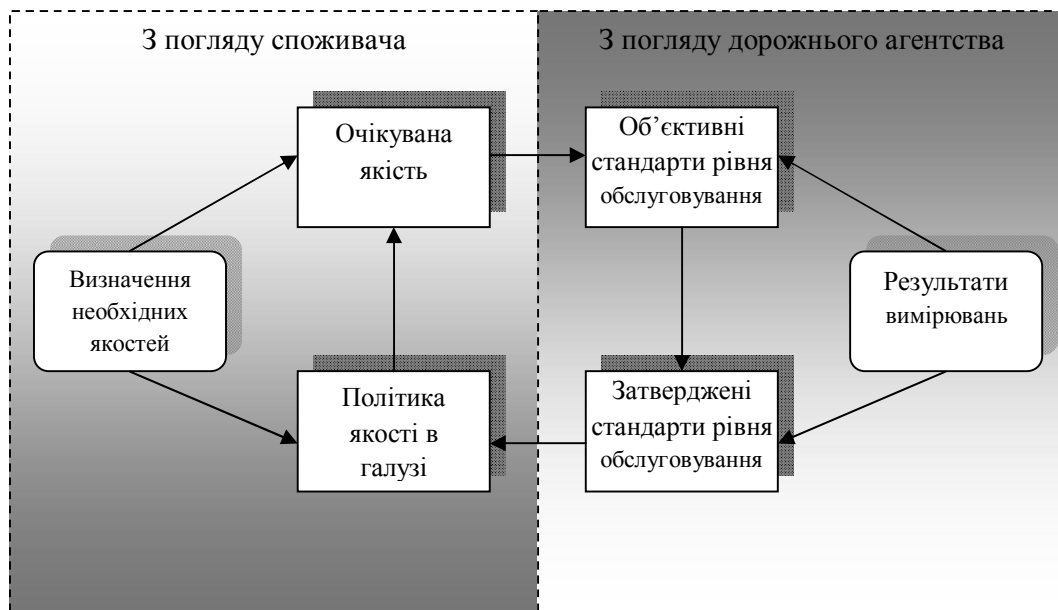 З погляду споживача
З погляду дорожнього агентства
Очікувана
якість
Об’єктивні
стандарти рівня
обслуговування
Визначення
необхідних
якостей
Результати
вимірювань
Політика
якості в
галузі
Затверджені
стандарти рівня
обслуговування